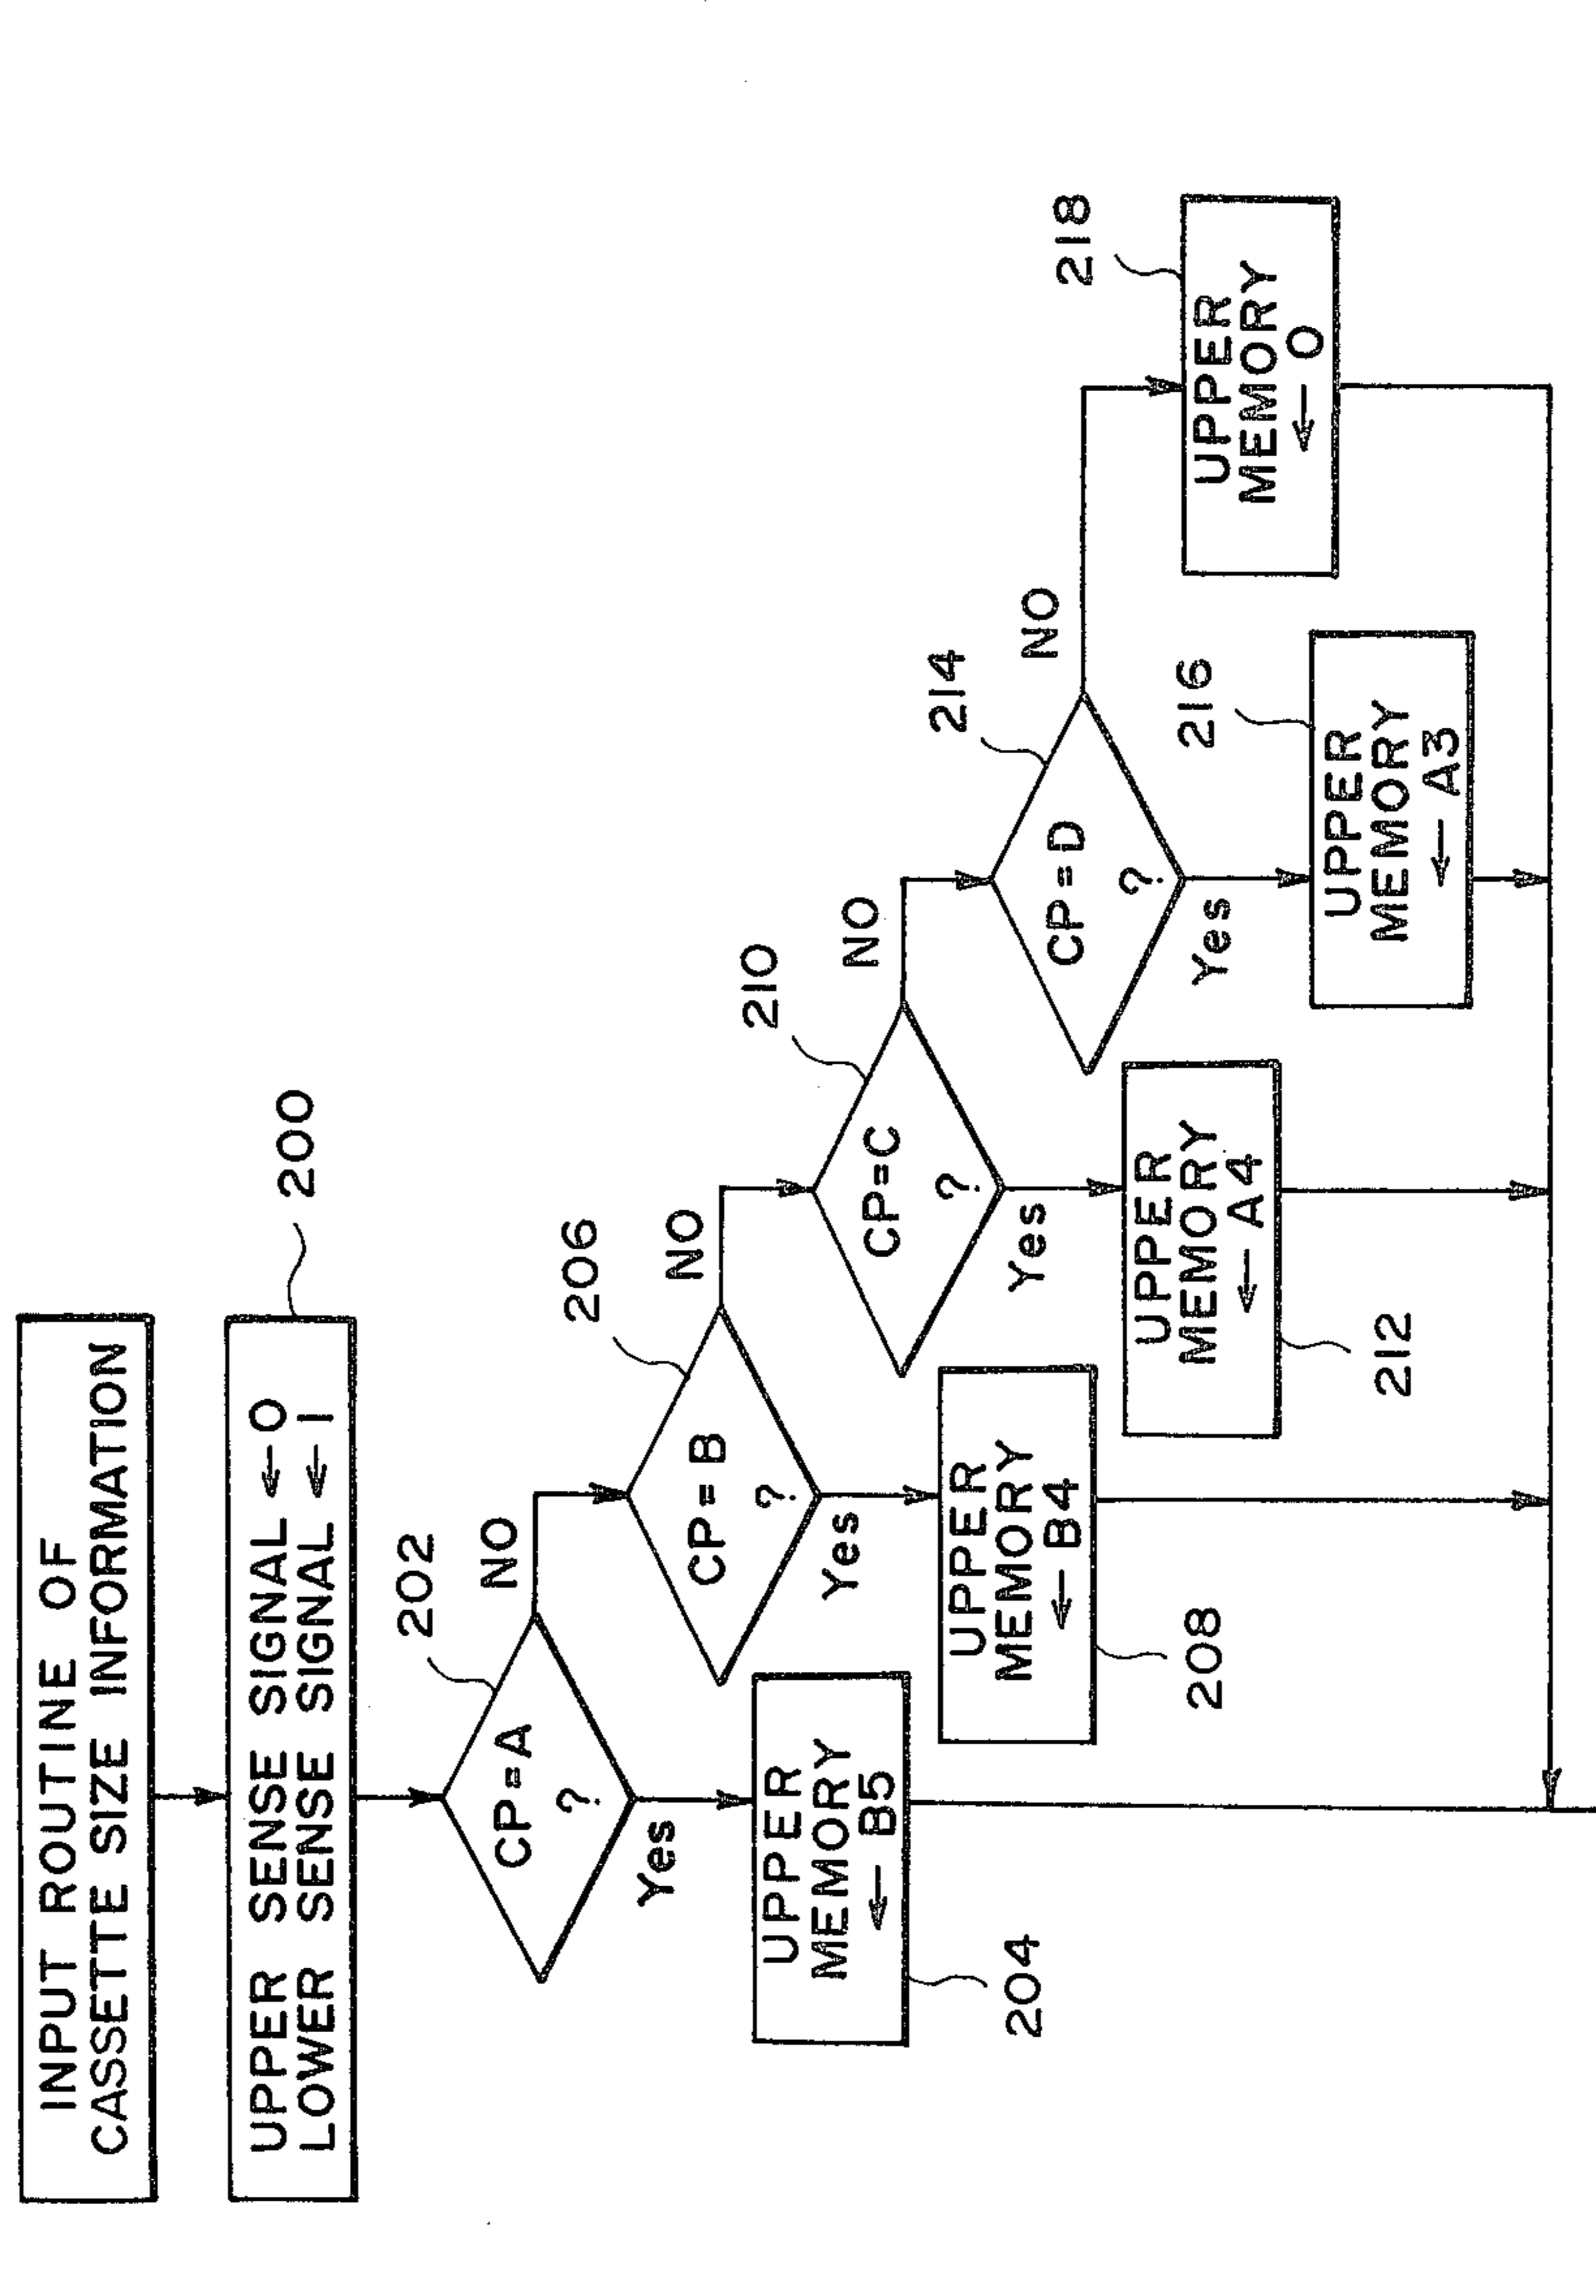 INPUT ROUTINE OF
CASSETTE SIZE INFORMATION
200
UPPER SENSE SIGNAL ← 0
LOWER SENSE SIGNAL ← 1
202
CP=A
?
NO
Yes
UPPER
MEMORY
← B5
204
206
CP=B
?
NO
Yes
UPPER
MEMORY
← B4
208
210
CP=C
?
NO
Yes
UPPER
MEMORY
← A4
212
214
CP=D
?
NO
Yes
216
UPPER
MEMORY
← A3
218
UPPER
MEMORY
← 0